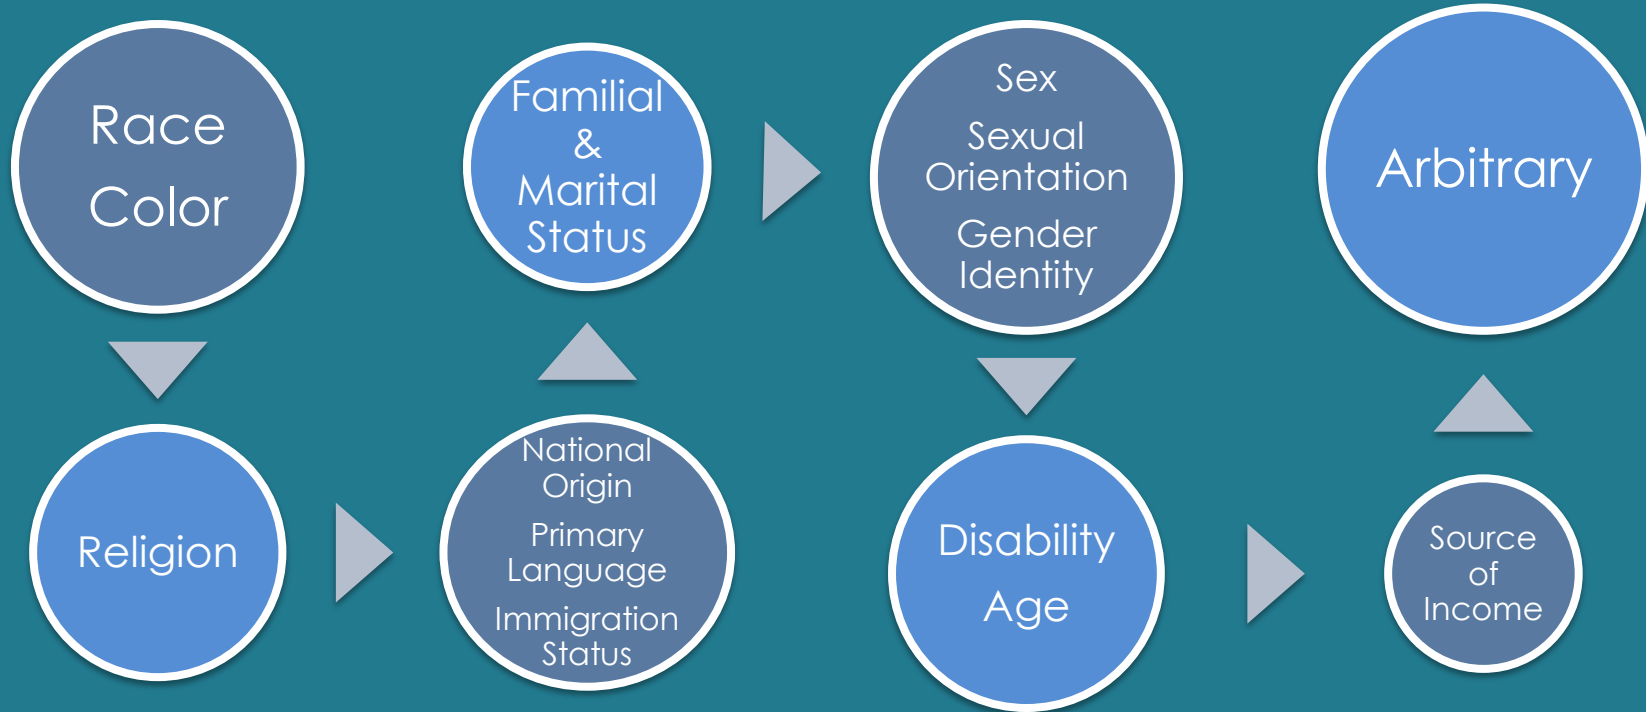 Race
Color
Religion
National
Origin
Primary
Language
Immigration
Status
Familial
&
Marital
Status
Sex
Sexual
Orientation
Gender
Identity
Disability
Age
Source
of
Income
Arbitrary